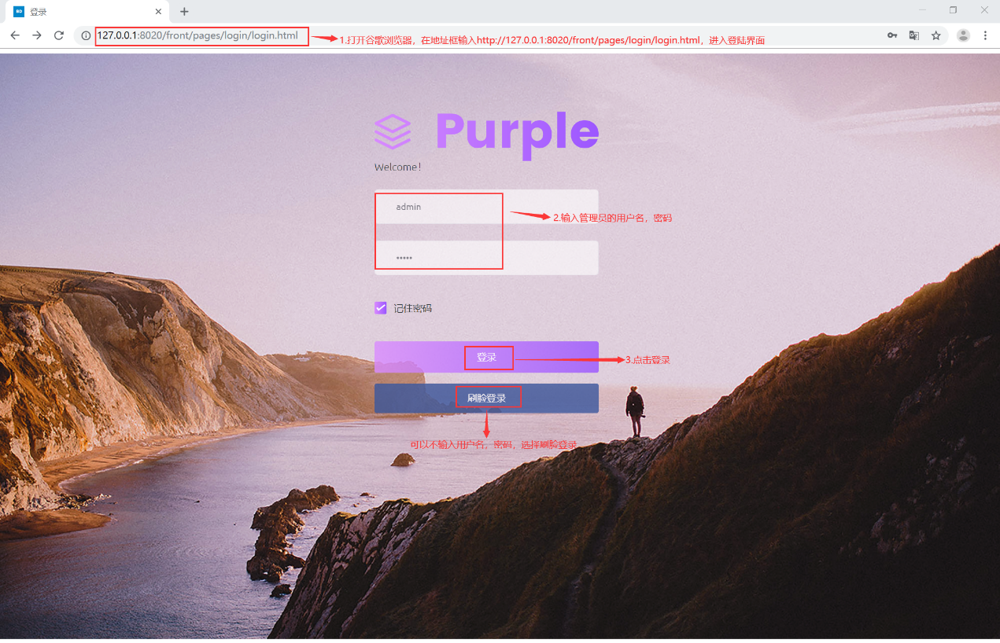 登录
127.0.0.1:8020/front/pages/login/login.html
1.打开谷歌浏览器，在地址框输入http://127.0.0.1:8020/front/pages/login/login.html，进入登陆界面
Purple
Welcome!
admin
2.输入管理员的用户名，密码
•••••
记住密码
登录
3.点击登录
刷脸登录
可以不输入用户名，密码，选择刷脸登录